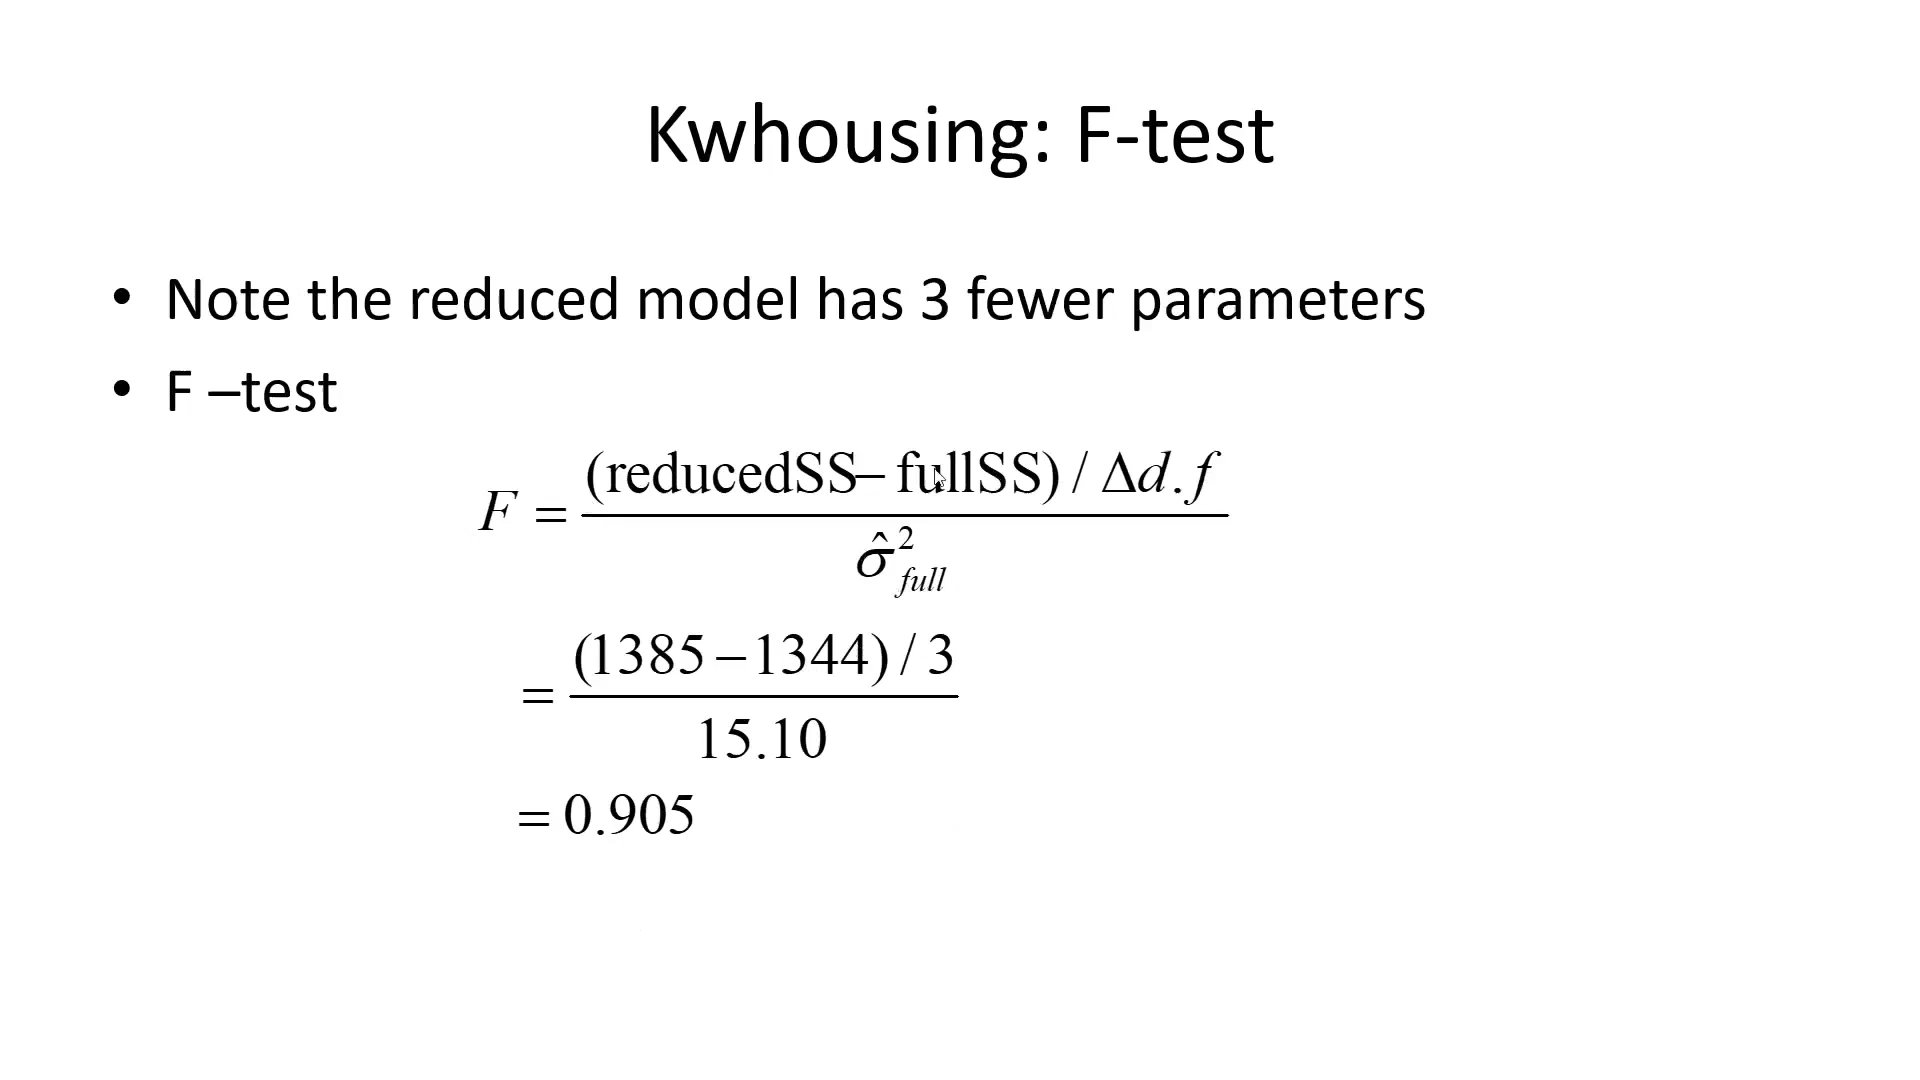 Kwhousing: F-test
• Note the reduced model has 3 fewer parameters
• F –test
F = (reducedSS– fullSS) / Δd.f
σ̂²full
= (1385 – 1344) / 3
15.10
= 0.905